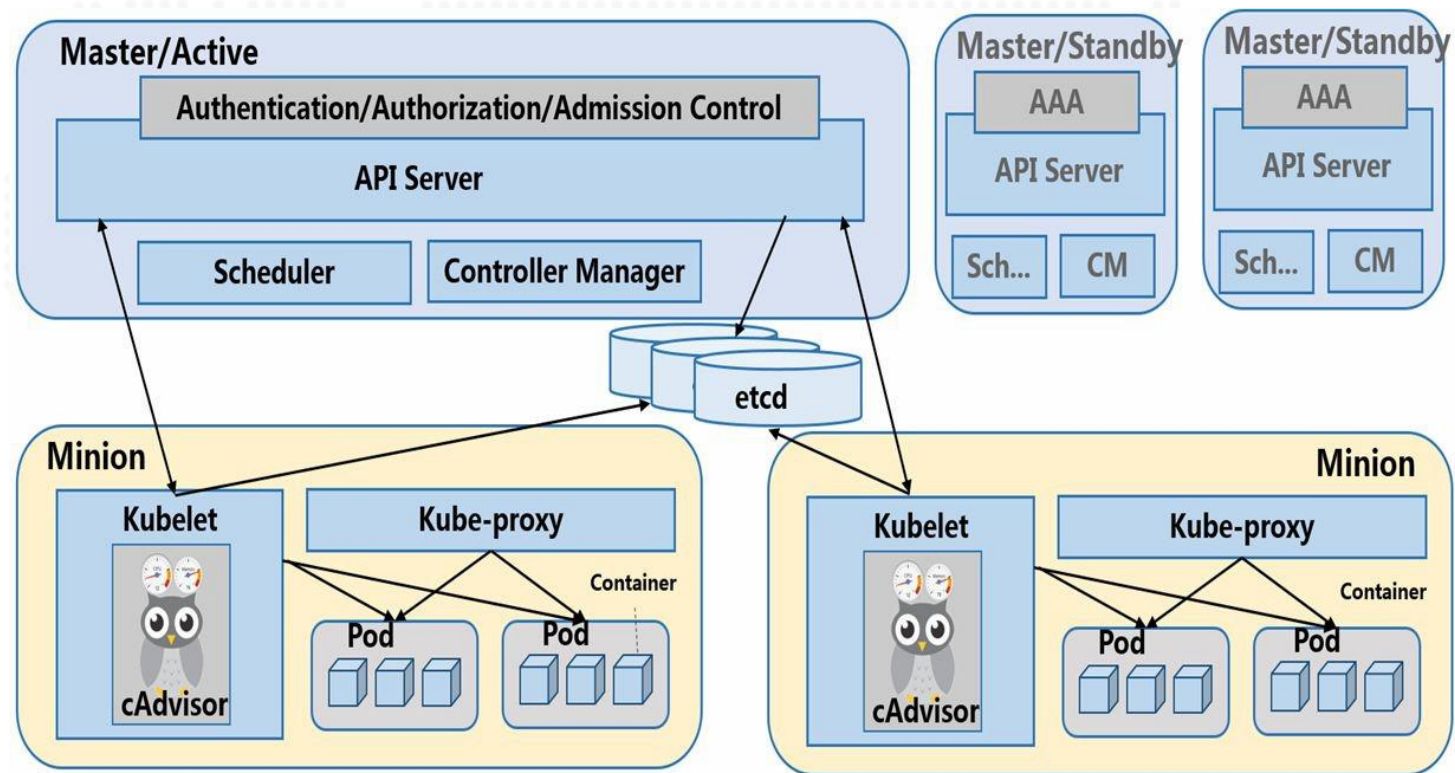 Master/Active
Authentication/Authorization/Admission Control
API Server
Scheduler
Controller Manager
Master/Standby
AAA
API Server
Sch...
CM
Master/Standby
AAA
API Server
Sch...
CM
etcd
Minion
Kubelet
cAdvisor
Kube-proxy
Container
Pod
Pod
Minion
Kubelet
cAdvisor
Kube-proxy
Container
Pod
Pod